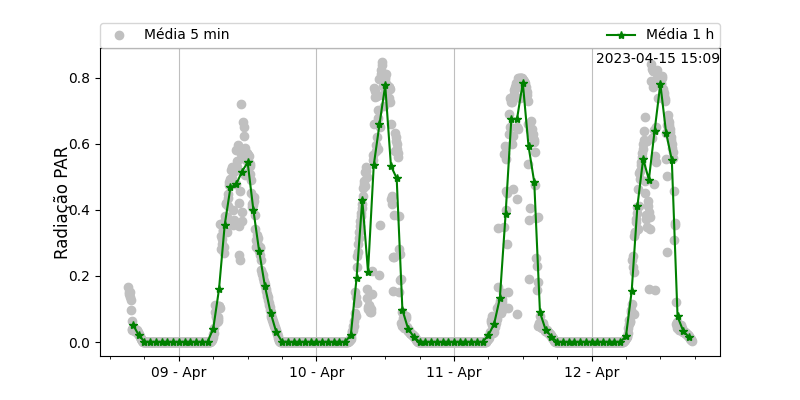 Média 5 min
Média 1 h
2023-04-15 15:09
Radiação PAR
0.8
0.6
0.4
0.2
0.0
09 - Apr
10 - Apr
11 - Apr
12 - Apr